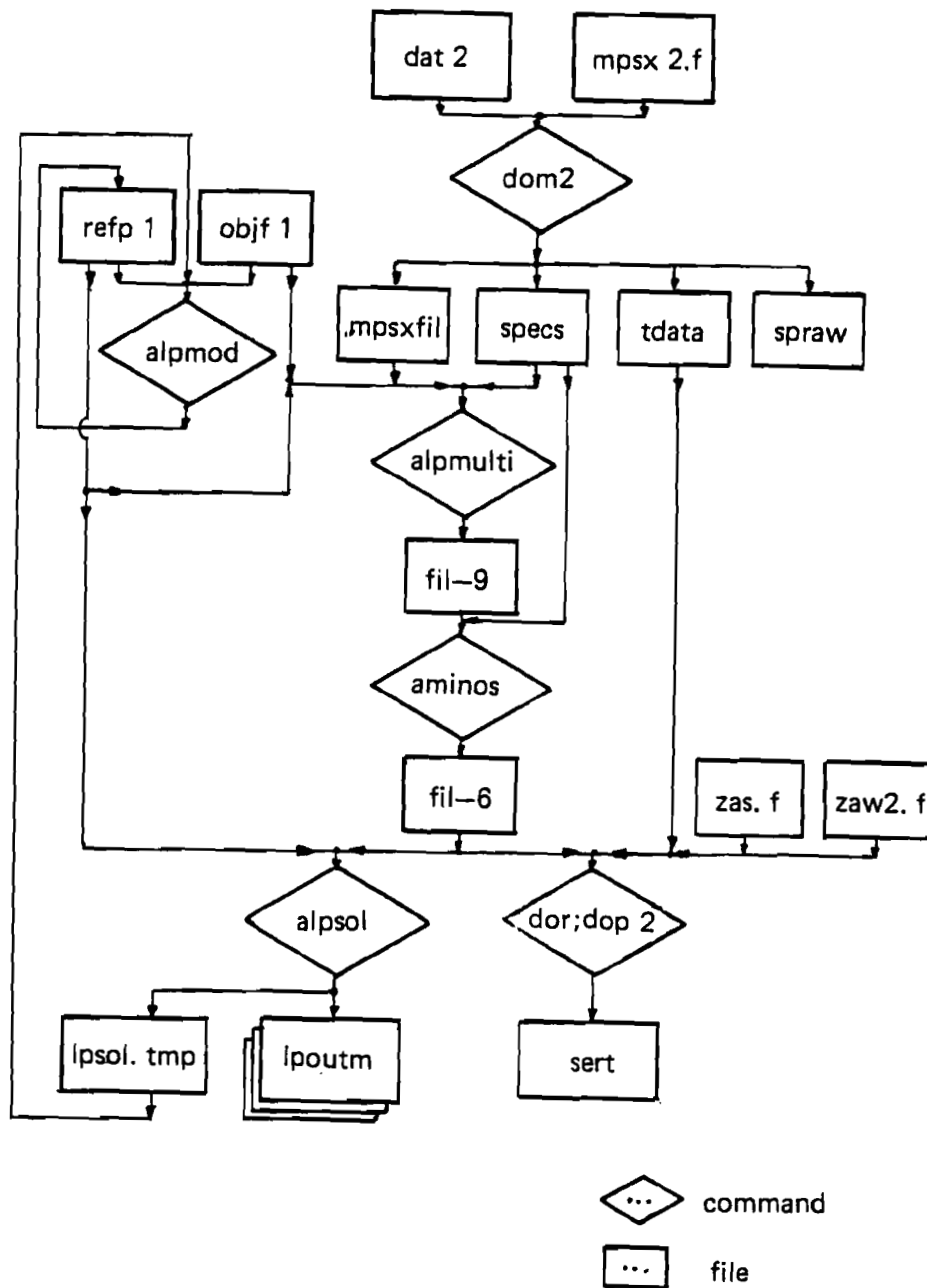 dat 2
mpsx 2.f
dom2
refp 1
objf 1
.mpsxfil
specs
tdata
spraw
alpmod
alpmulti
fil-9
aminos
fil-6
zas. f
zaw2. f
alpsol
dor;dop 2
lpsol. tmp
lpoutm
sert
... command
... file